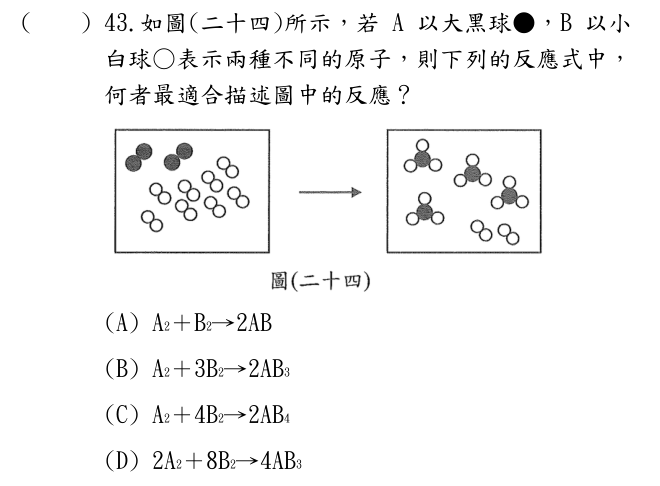 （　　）43.如圖(二十四)所示，若 A 以大黑球●，B 以小
白球○表示兩種不同的原子，則下列的反應式中，
何者最適合描述圖中的反應？
圖(二十四)
(A) A₂＋B₂→2AB
(B) A₂＋3B₂→2AB₃
(C) A₂＋4B₂→2AB₄
(D) 2A₂＋8B₂→4AB₃